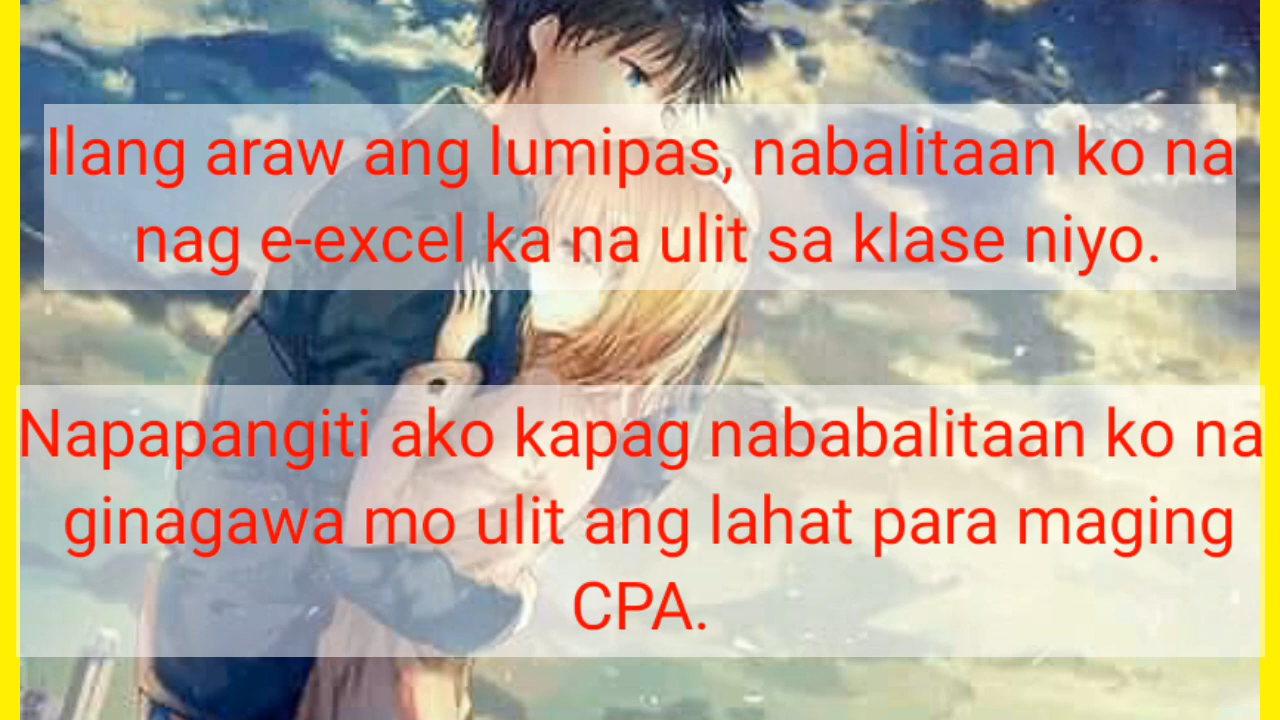 Ilang araw ang lumipas, nabalitaan ko na
nag e-excel ka na ulit sa klase niyo.
Napapangiti ako kapag nababalitaan ko na
ginagawa mo ulit ang lahat para maging
CPA.